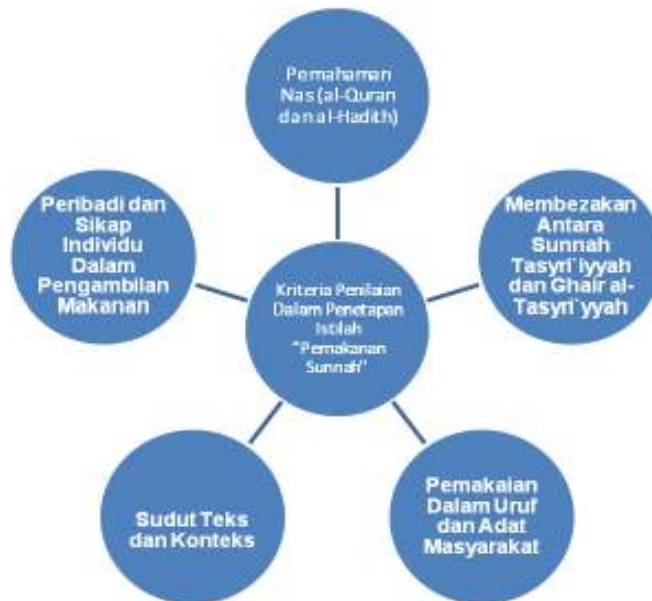 Pemahaman
Nas (al-Quran
dan al-Hadith)
Peribadi dan
Sikap
Individu
Dalam
Pengambilan
Makanan
Membezakan
Antara
Sunnah
Tasyri`iyyah
dan Ghair al-
Tasyri`yyah
Kriteria Penilaian
Dalam Penetapan
Istilah
"Pemakanan
Sunnah"
Sudut Teks
dan Konteks
Pemakaian
Dalam Uruf
dan Adat
Masyarakat